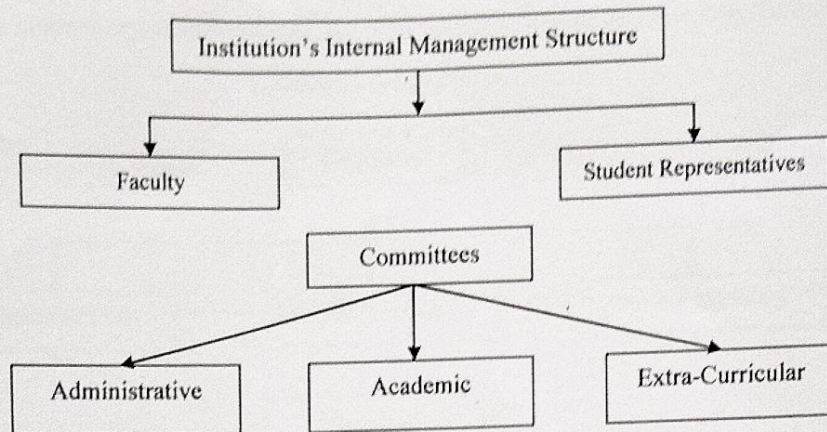 Institution's Internal Management Structure
Faculty
Student Representatives
Committees
Administrative
Academic
Extra-Curricular